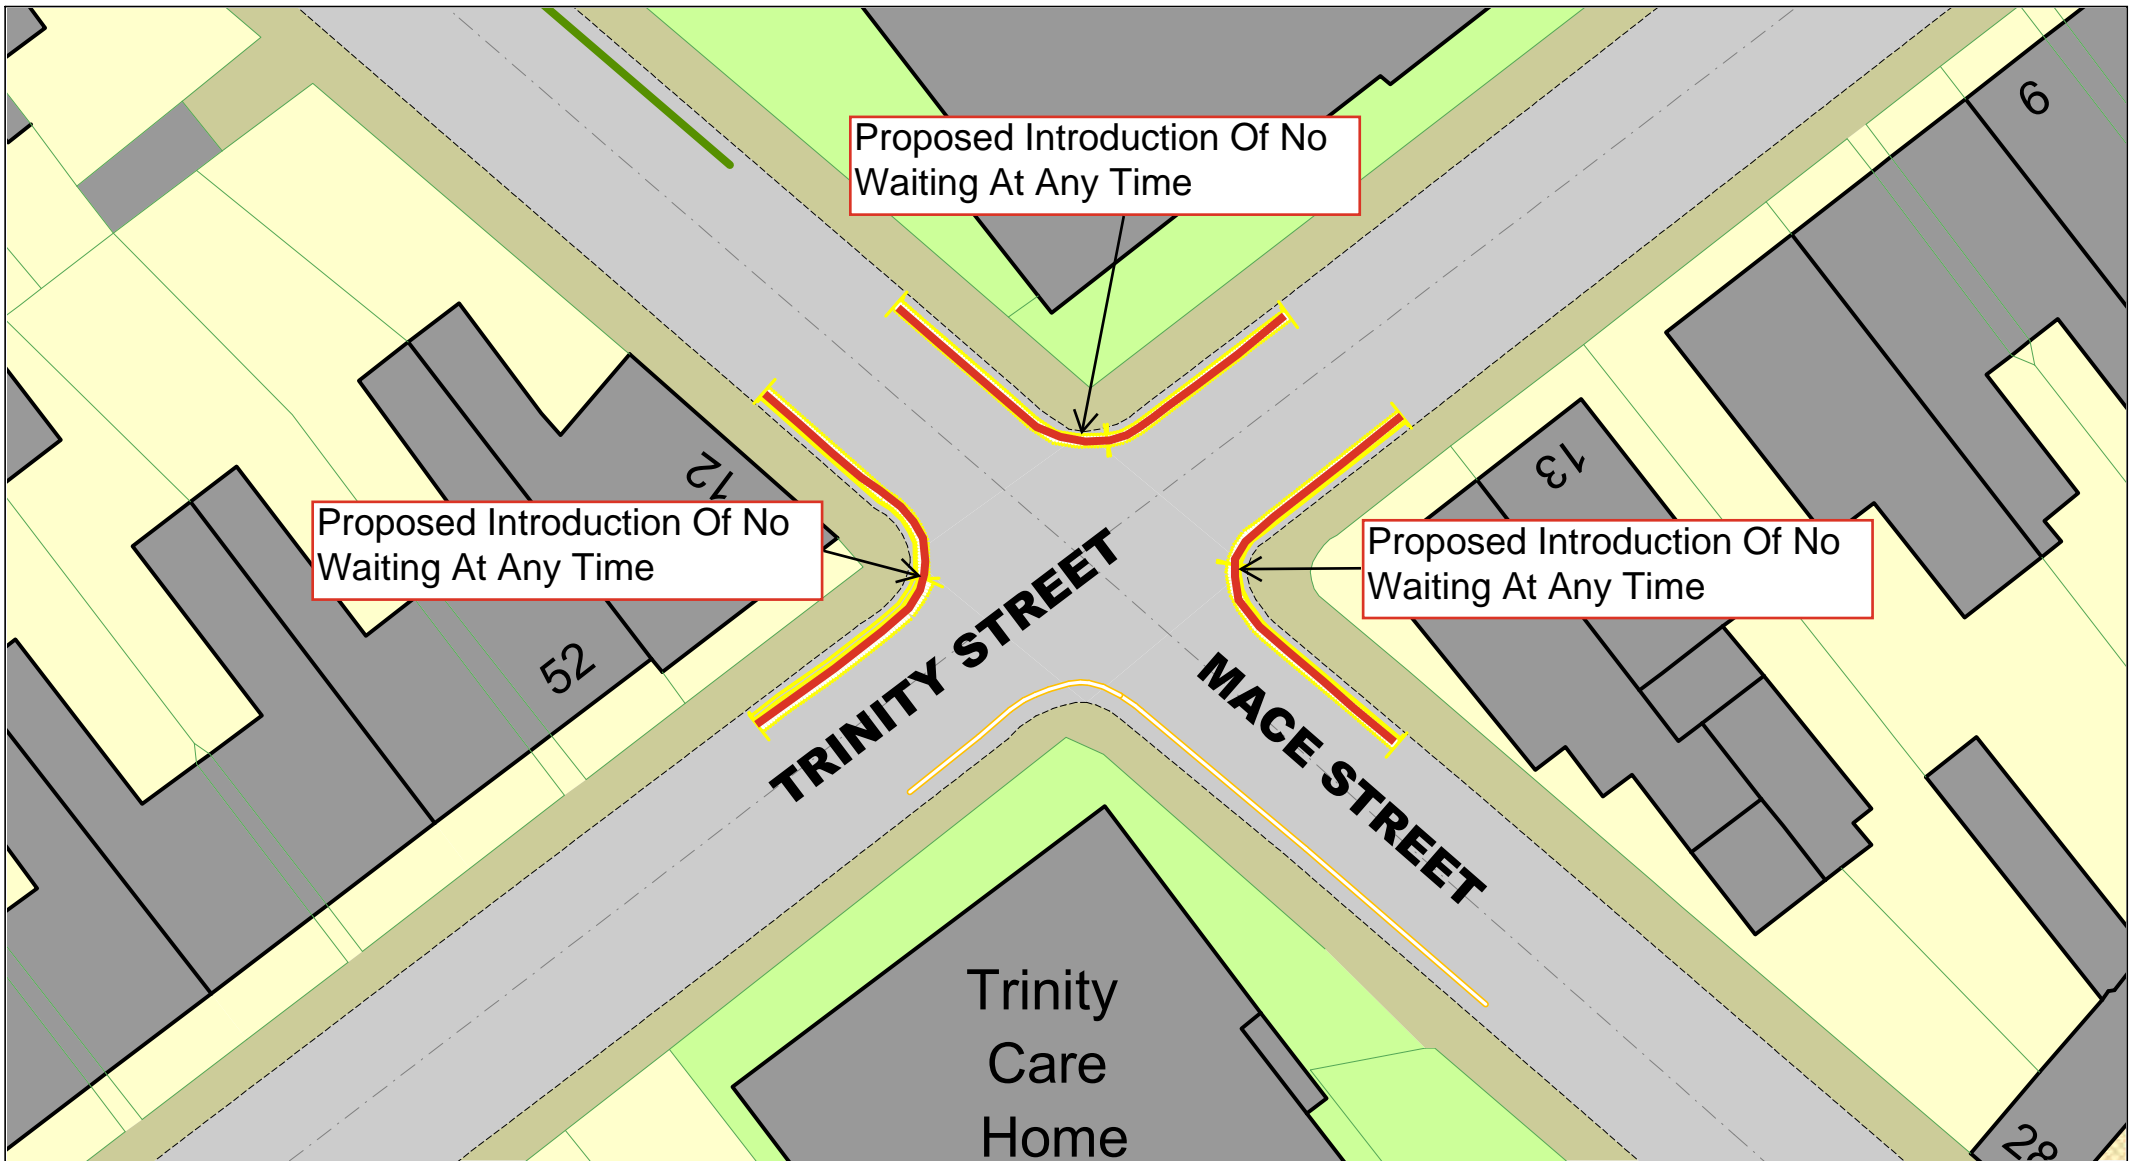 6
Proposed Introduction Of No
Waiting At Any Time
12
13
Proposed Introduction Of No
Waiting At Any Time
Proposed Introduction Of No
Waiting At Any Time
52
TRINITY STREET
MACE STREET
Trinity
Care
Home
28